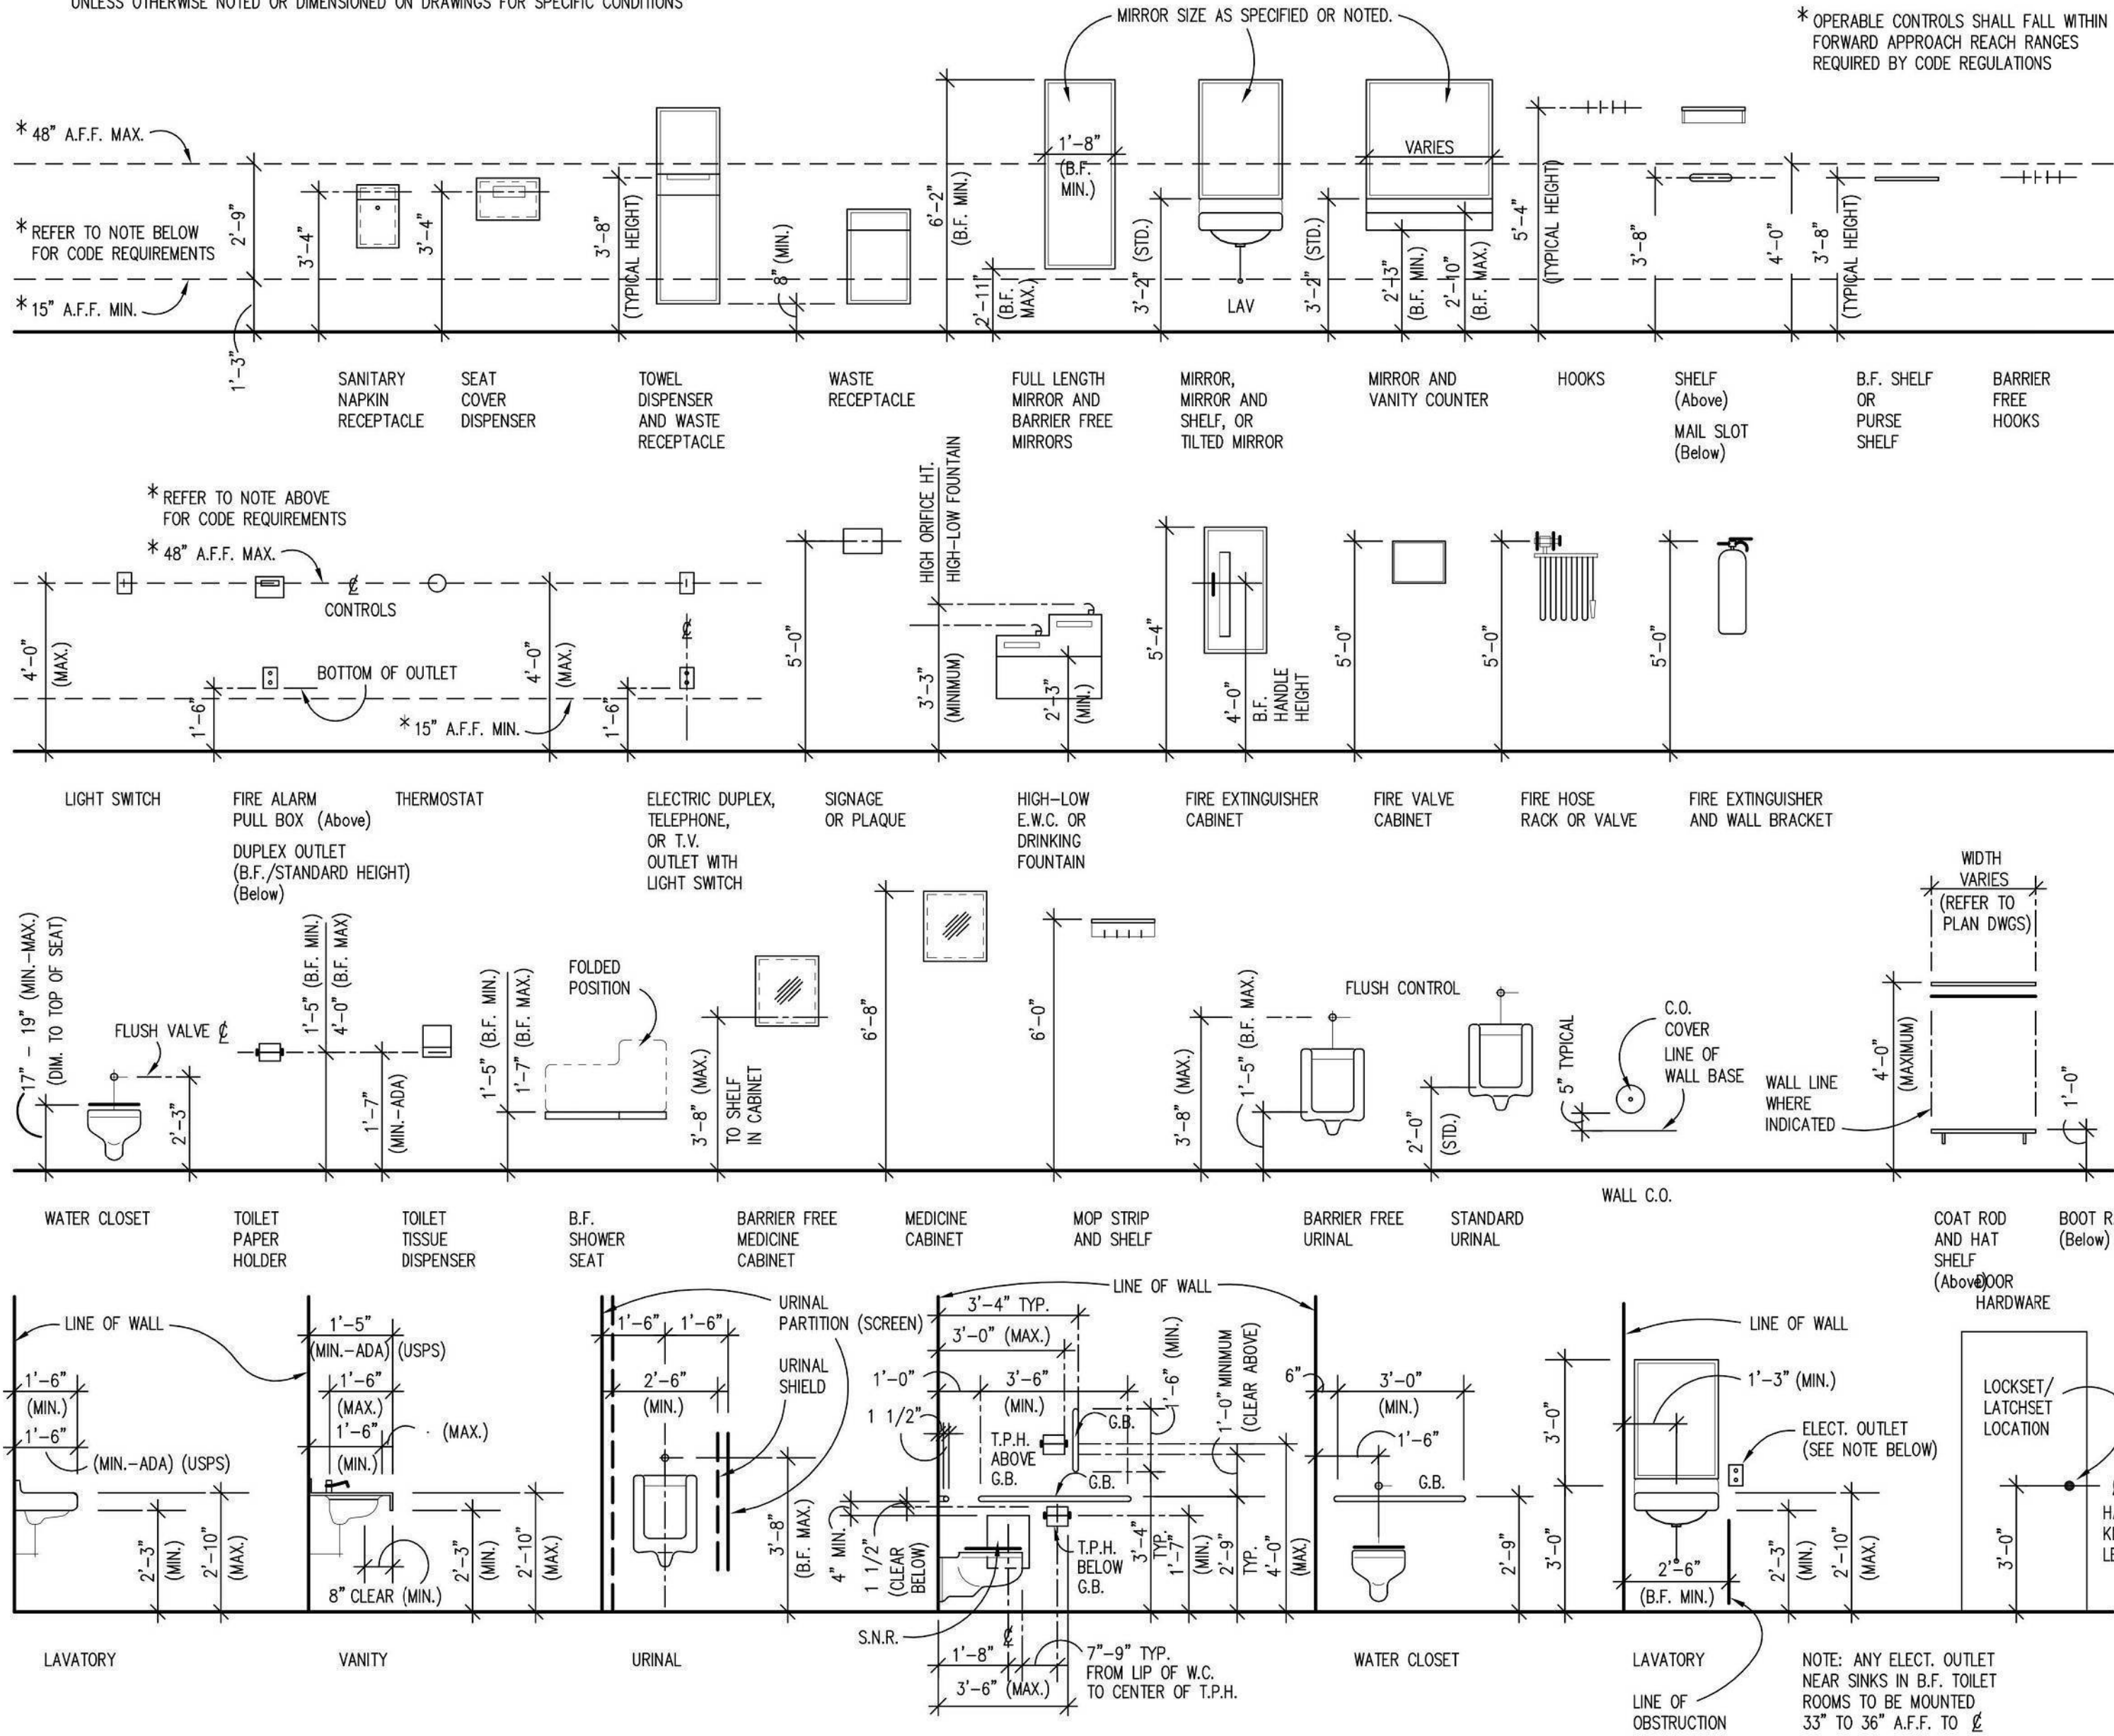 UNLESS OTHERWISE NOTED OR DIMENSIONED ON DRAWINGS FOR SPECIFIC CONDITIONS
MIRROR SIZE AS SPECIFIED OR NOTED.
* OPERABLE CONTROLS SHALL FALL WITHIN
FORWARD APPROACH REACH RANGES
REQUIRED BY CODE REGULATIONS
* 48" A.F.F. MAX.
* REFER TO NOTE BELOW
FOR CODE REQUIREMENTS
* 15" A.F.F. MIN.
2'-9"
1'-3"
3'-4"
3'-4"
3'-8"
(TYPICAL HEIGHT)
8" (MIN.)
6'-2"
(B.F. MIN.)
2'-11"
(B.F.
MAX.)
1'-8"
(B.F.
MIN.)
3'-2" (STD.)
LAV
3'-2" (STD.)
VARIES
2'-3"
(B.F. MIN.)
2'-10"
(B.F. MAX.)
5'-4"
(TYPICAL HEIGHT)
3'-8"
4'-0"
3'-8"
(TYPICAL HEIGHT)
SANITARY
NAPKIN
RECEPTACLE
SEAT
COVER
DISPENSER
TOWEL
DISPENSER
AND WASTE
RECEPTACLE
WASTE
RECEPTACLE
FULL LENGTH
MIRROR AND
BARRIER FREE
MIRRORS
MIRROR,
MIRROR AND
SHELF, OR
TILTED MIRROR
MIRROR AND
VANITY COUNTER
HOOKS
SHELF
(Above)
MAIL SLOT
(Below)
B.F. SHELF
OR
PURSE
SHELF
BARRIER
FREE
HOOKS
* REFER TO NOTE ABOVE
FOR CODE REQUIREMENTS
* 48" A.F.F. MAX.
℄
CONTROLS
4'-0"
(MAX.)
1'-6"
BOTTOM OF OUTLET
* 15" A.F.F. MIN.
4'-0"
(MAX.)
1'-6"
℄
5'-0"
HIGH ORIFICE HT.
HIGH-LOW FOUNTAIN
3'-3"
(MINIMUM)
2'-3"
(MIN.)
5'-4"
4'-0"
B.F.
HANDLE
HEIGHT
5'-0"
5'-0"
5'-0"
LIGHT SWITCH
FIRE ALARM
PULL BOX (Above)
DUPLEX OUTLET
(B.F./STANDARD HEIGHT)
(Below)
THERMOSTAT
ELECTRIC DUPLEX,
TELEPHONE,
OR T.V.
OUTLET WITH
LIGHT SWITCH
SIGNAGE
OR PLAQUE
HIGH-LOW
E.W.C. OR
DRINKING
FOUNTAIN
FIRE EXTINGUISHER
CABINET
FIRE VALVE
CABINET
FIRE HOSE
RACK OR VALVE
FIRE EXTINGUISHER
AND WALL BRACKET
17" - 19" (MIN.-MAX.)
(DIM. TO TOP OF SEAT)
FLUSH VALVE ℄
2'-3"
1'-5" (B.F. MIN.)
4'-0" (B.F. MAX)
1'-7"
(MIN.-ADA)
1'-5" (B.F. MIN.)
1'-7" (B.F. MAX.)
FOLDED
POSITION
3'-8" (MAX.)
TO SHELF
IN CABINET
6'-8"
6'-0"
3'-8" (MAX.)
1'-5" (B.F. MAX.)
FLUSH CONTROL
2'-0"
(STD.)
5" TYPICAL
C.O.
COVER
LINE OF
WALL BASE
WALL LINE
WHERE
INDICATED
WIDTH
VARIES
(REFER TO
PLAN DWGS)
4'-0"
(MAXIMUM)
1'-0"
WATER CLOSET
TOILET
PAPER
HOLDER
TOILET
TISSUE
DISPENSER
B.F.
SHOWER
SEAT
BARRIER FREE
MEDICINE
CABINET
MEDICINE
CABINET
MOP STRIP
AND SHELF
BARRIER FREE
URINAL
STANDARD
URINAL
WALL C.O.
COAT ROD
AND HAT
SHELF
(Above)
BOOT R
(Below)
LINE OF WALL
1'-6"
(MIN.)
1'-6"
(MIN.-ADA) (USPS)
2'-3"
(MIN.)
2'-10"
(MAX.)
1'-5"
(MIN.-ADA) (USPS)
1'-6"
(MAX.)
1'-6"
(MAX.)
(MIN.)
8" CLEAR (MIN.)
2'-3"
(MIN.)
2'-10"
(MAX.)
1'-6"
1'-6"
2'-6"
(MIN.)
URINAL
PARTITION (SCREEN)
URINAL
SHIELD
3'-8"
(B.F. MAX.)
LINE OF WALL
3'-4" TYP.
3'-0" (MAX.)
1'-0"
3'-6"
(MIN.)
1 1/2"
T.P.H.
ABOVE
G.B.
G.B.
G.B.
1'-6" (MIN.)
1'-0" MINIMUM
(CLEAR ABOVE)
4" MIN.
1 1/2"
(CLEAR
BELOW)
T.P.H.
BELOW
G.B.
3'-4"
TYP.
1'-7"
(MIN.)
2'-9"
TYP.
4'-0"
(MAX)
S.N.R.
℄
1'-8"
3'-6" (MAX.)
7"-9" TYP.
FROM LIP OF W.C.
TO CENTER OF T.P.H.
6"
3'-0"
(MIN.)
1'-6"
G.B.
2'-9"
3'-0"
3'-0"
LINE OF WALL
1'-3" (MIN.)
ELECT. OUTLET
(SEE NOTE BELOW)
2'-6"
(B.F. MIN.)
2'-3"
(MIN.)
2'-10"
(MAX.)
DOOR
HARDWARE
LOCKSET/
LATCHSET
LOCATION
3'-0"
LAVATORY
VANITY
URINAL
WATER CLOSET
LAVATORY
LINE OF
OBSTRUCTION
NOTE: ANY ELECT. OUTLET
NEAR SINKS IN B.F. TOILET
ROOMS TO BE MOUNTED
33" TO 36" A.F.F. TO ℄